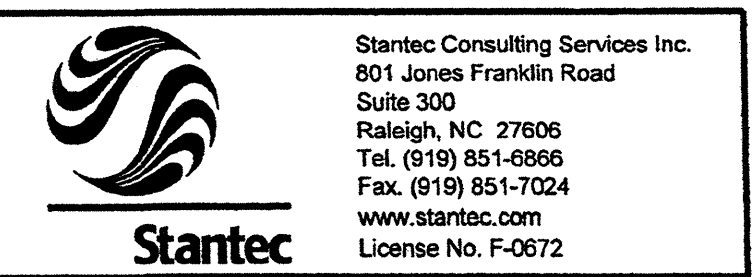 Stantec
Stantec Consulting Services Inc.
801 Jones Franklin Road
Suite 300
Raleigh, NC 27606
Tel. (919) 851-6866
Fax. (919) 851-7024
www.stantec.com
License No. F-0672